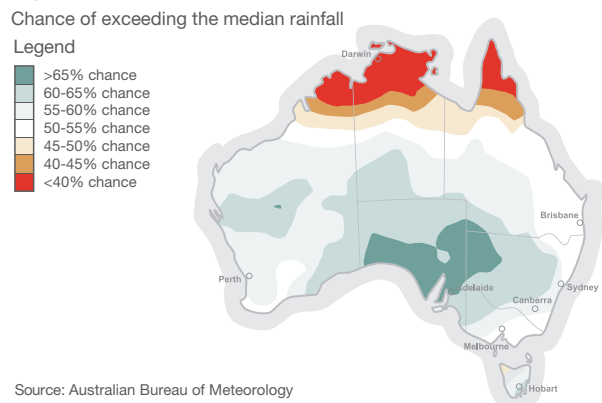 Chance of exceeding the median rainfall
Legend
>65% chance
60-65% chance
55-60% chance
50-55% chance
45-50% chance
40-45% chance
<40% chance
Darwin
Brisbane
Perth
Adelaide
Sydney
Canberra
Melbourne
Hobart
Source: Australian Bureau of Meteorology